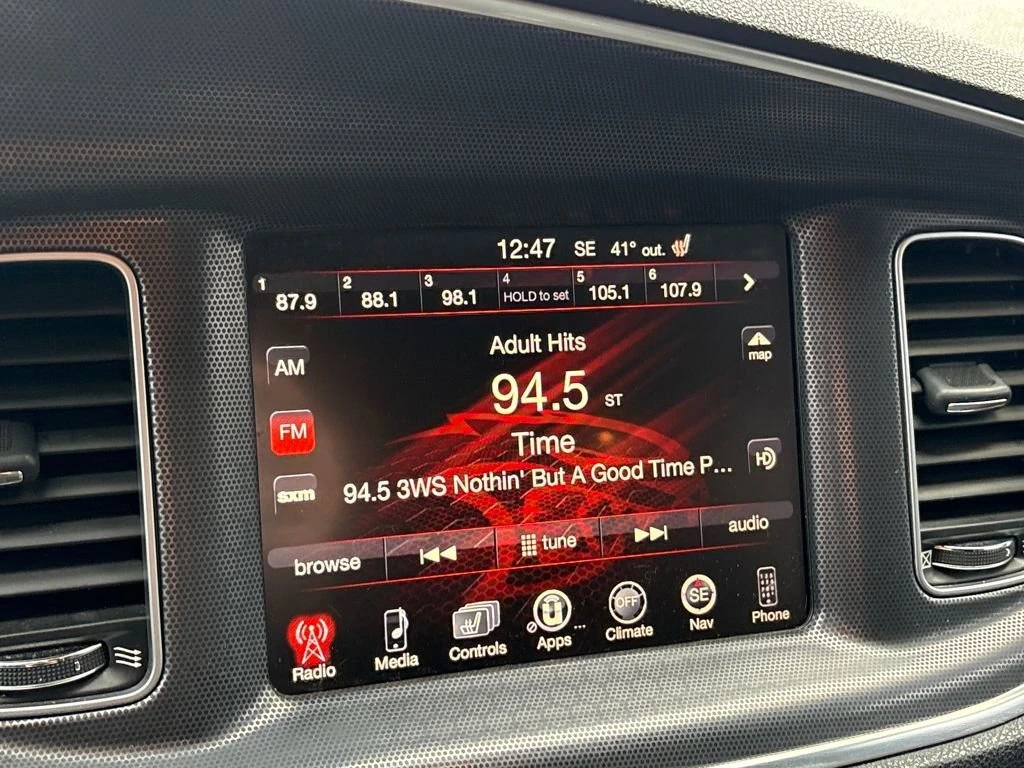 12:47 SE 41° out.
1 2 3 4 5 6
87.9 88.1 98.1 HOLD to set 105.1 107.9
Adult Hits
map
AM
94.5 ST
FM
Time
HD
sxm
94.5 3WS Nothin' But A Good Time P...
browse tune audio
OFF SE
Radio Media Controls Apps ... Climate Nav Phone